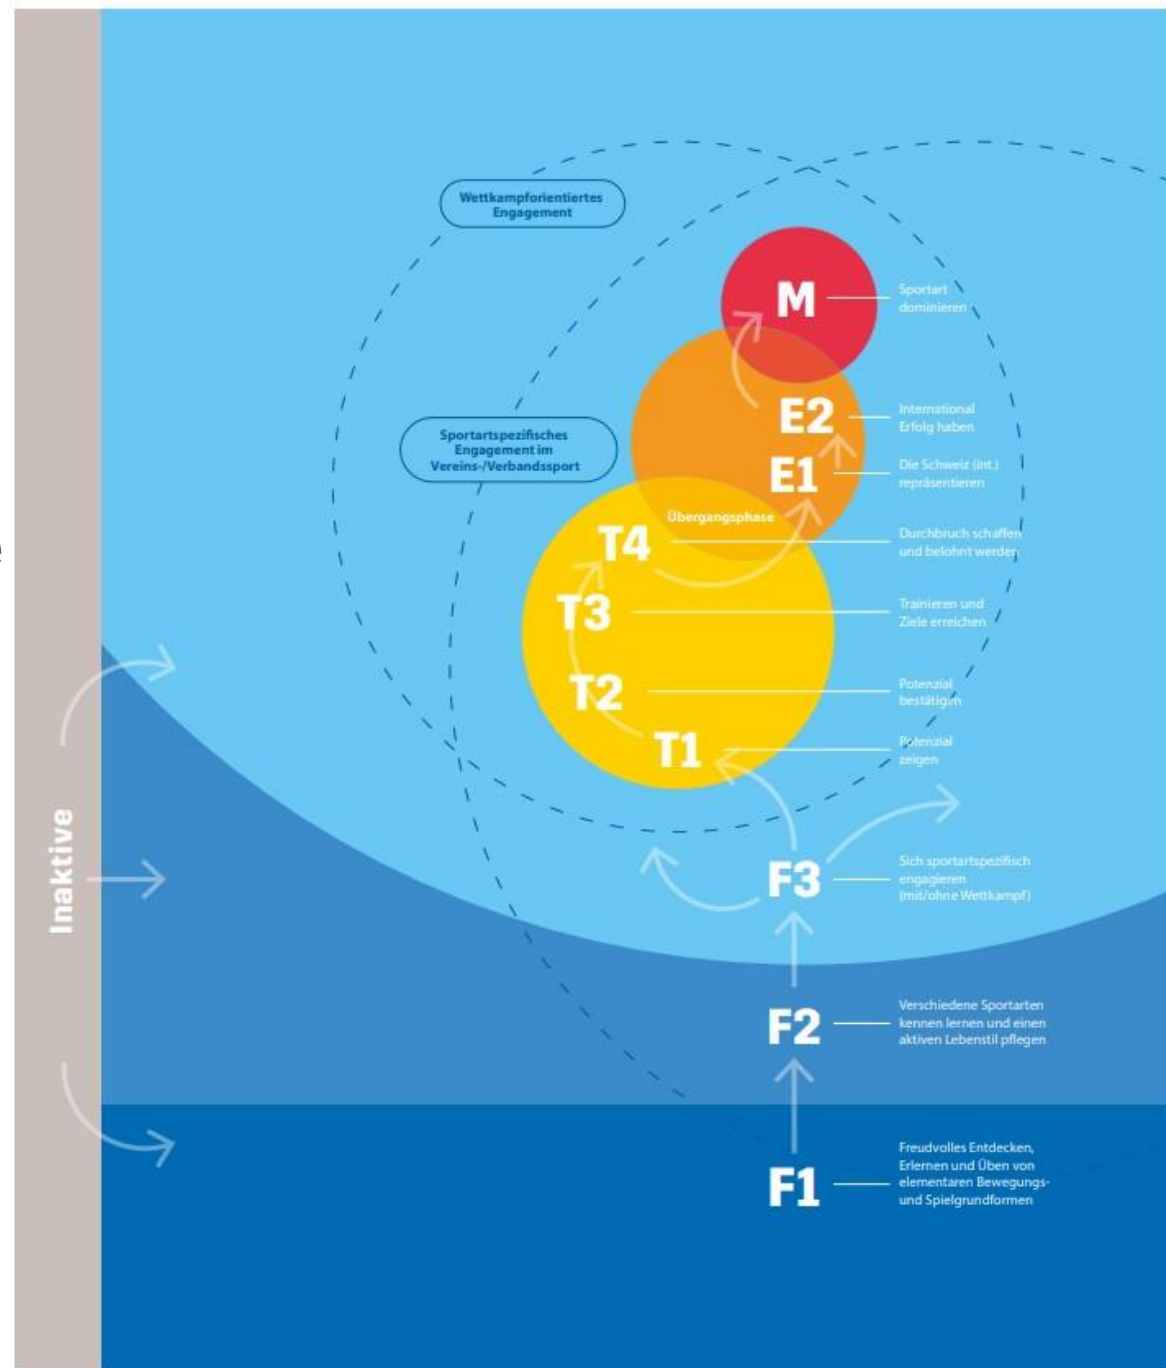 Wettkampforientiertes
Engagement
M
Sportart
dominieren
E2
International
Erfolg haben
Sportartspezifisches
Engagement im
Vereins-/Verbandssport
E1
Die Schweiz (int.)
repräsentieren
Übergangsphase
T4
Durchbruch schaffen
und belohnt werden
T3
Trainieren und
Ziele erreichen
T2
Potenzial
bestätigen
T1
Potenzial
zeigen
Inaktive
F3
Sich sportartspezifisch
engagieren
(mit/ohne Wettkampf)
F2
Verschiedene Sportarten
kennen lernen und einen
aktiven Lebenstil pflegen
F1
Freudvolles Entdecken,
Erlernen und Üben von
elementaren Bewegungs-
und Spielgrundformen